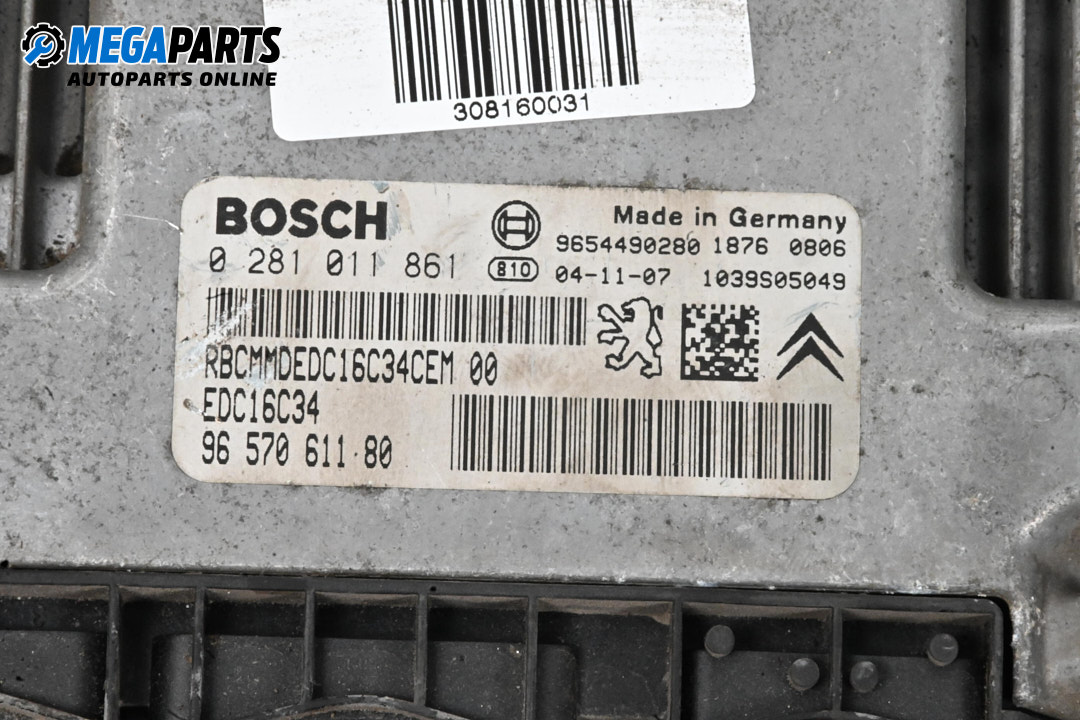 MEGAPARTS
AUTOPARTS ONLINE
308160031
BOSCH
Made in Germany
9654490280 1876 0806
0 281 011 861
810
04-11-07 1039S05049
RBCMMDEDC16C34CEM 00
EDC16C34
96 570 611 80